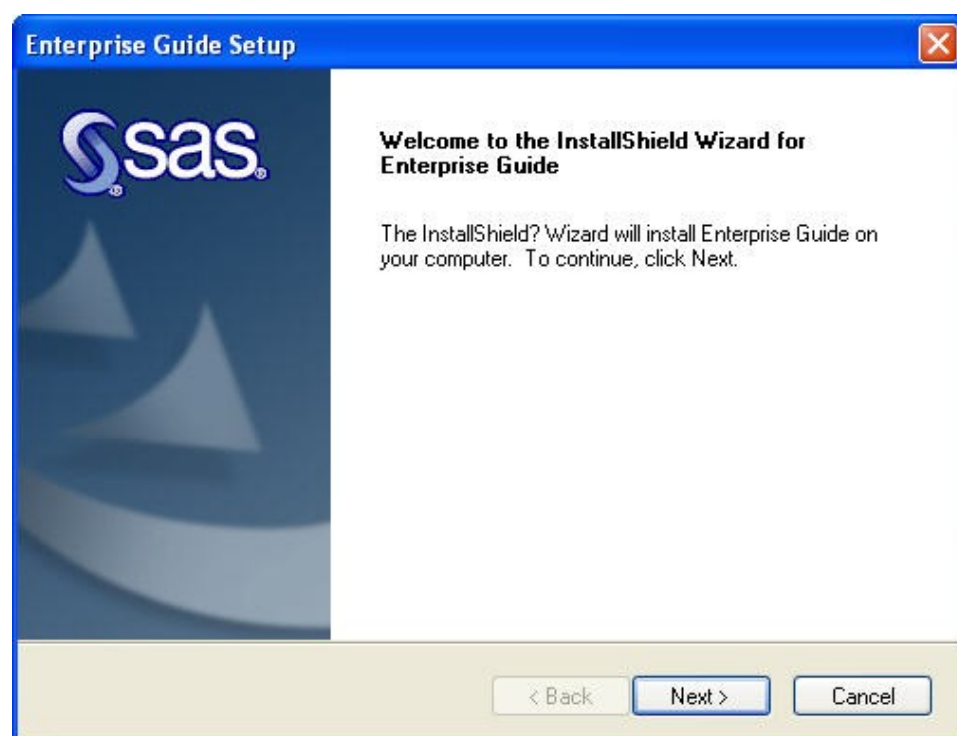 Enterprise Guide Setup
sas
Welcome to the InstallShield Wizard for
Enterprise Guide
The InstallShield? Wizard will install Enterprise Guide on
your computer. To continue, click Next.
< Back
Next >
Cancel